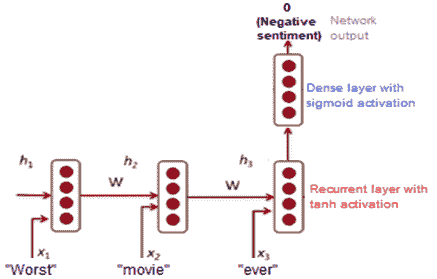 0
(Negative
sentiment)
Network
output
Dense layer with
sigmoid activation
h1
h2
h3
W
W
Recurrent layer with
tanh activation
x1
x2
x3
"Worst"
"movie"
"ever"